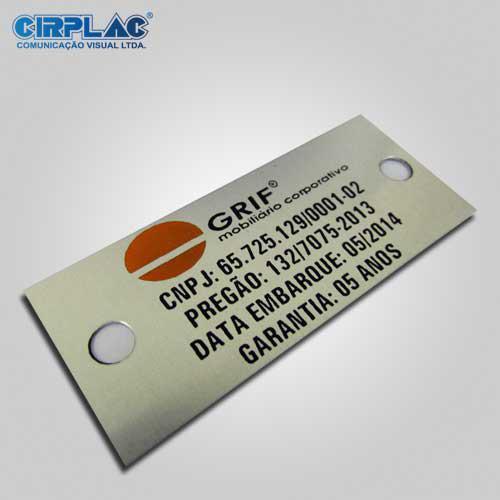 CIRPLAC®
COMUNICAÇÃO VISUAL LTDA.
GRIF®
mobiliário corporativo
CNPJ: 65.725.129/0001-02
PREGÃO: 132/7075-2013
DATA EMBARQUE: 05/2014
GARANTIA: 05 ANOS